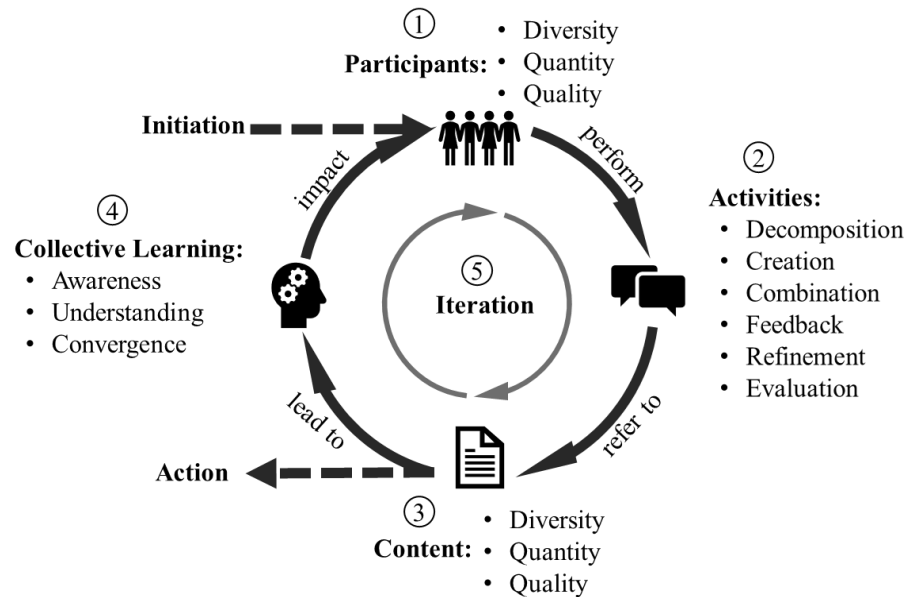 ①
Participants:
• Diversity
• Quantity
• Quality
Initiation
impact
perform
②
Activities:
• Decomposition
• Creation
• Combination
• Feedback
• Refinement
• Evaluation
④
Collective Learning:
• Awareness
• Understanding
• Convergence
⑤
Iteration
lead to
refer to
Action
③
Content:
• Diversity
• Quantity
• Quality